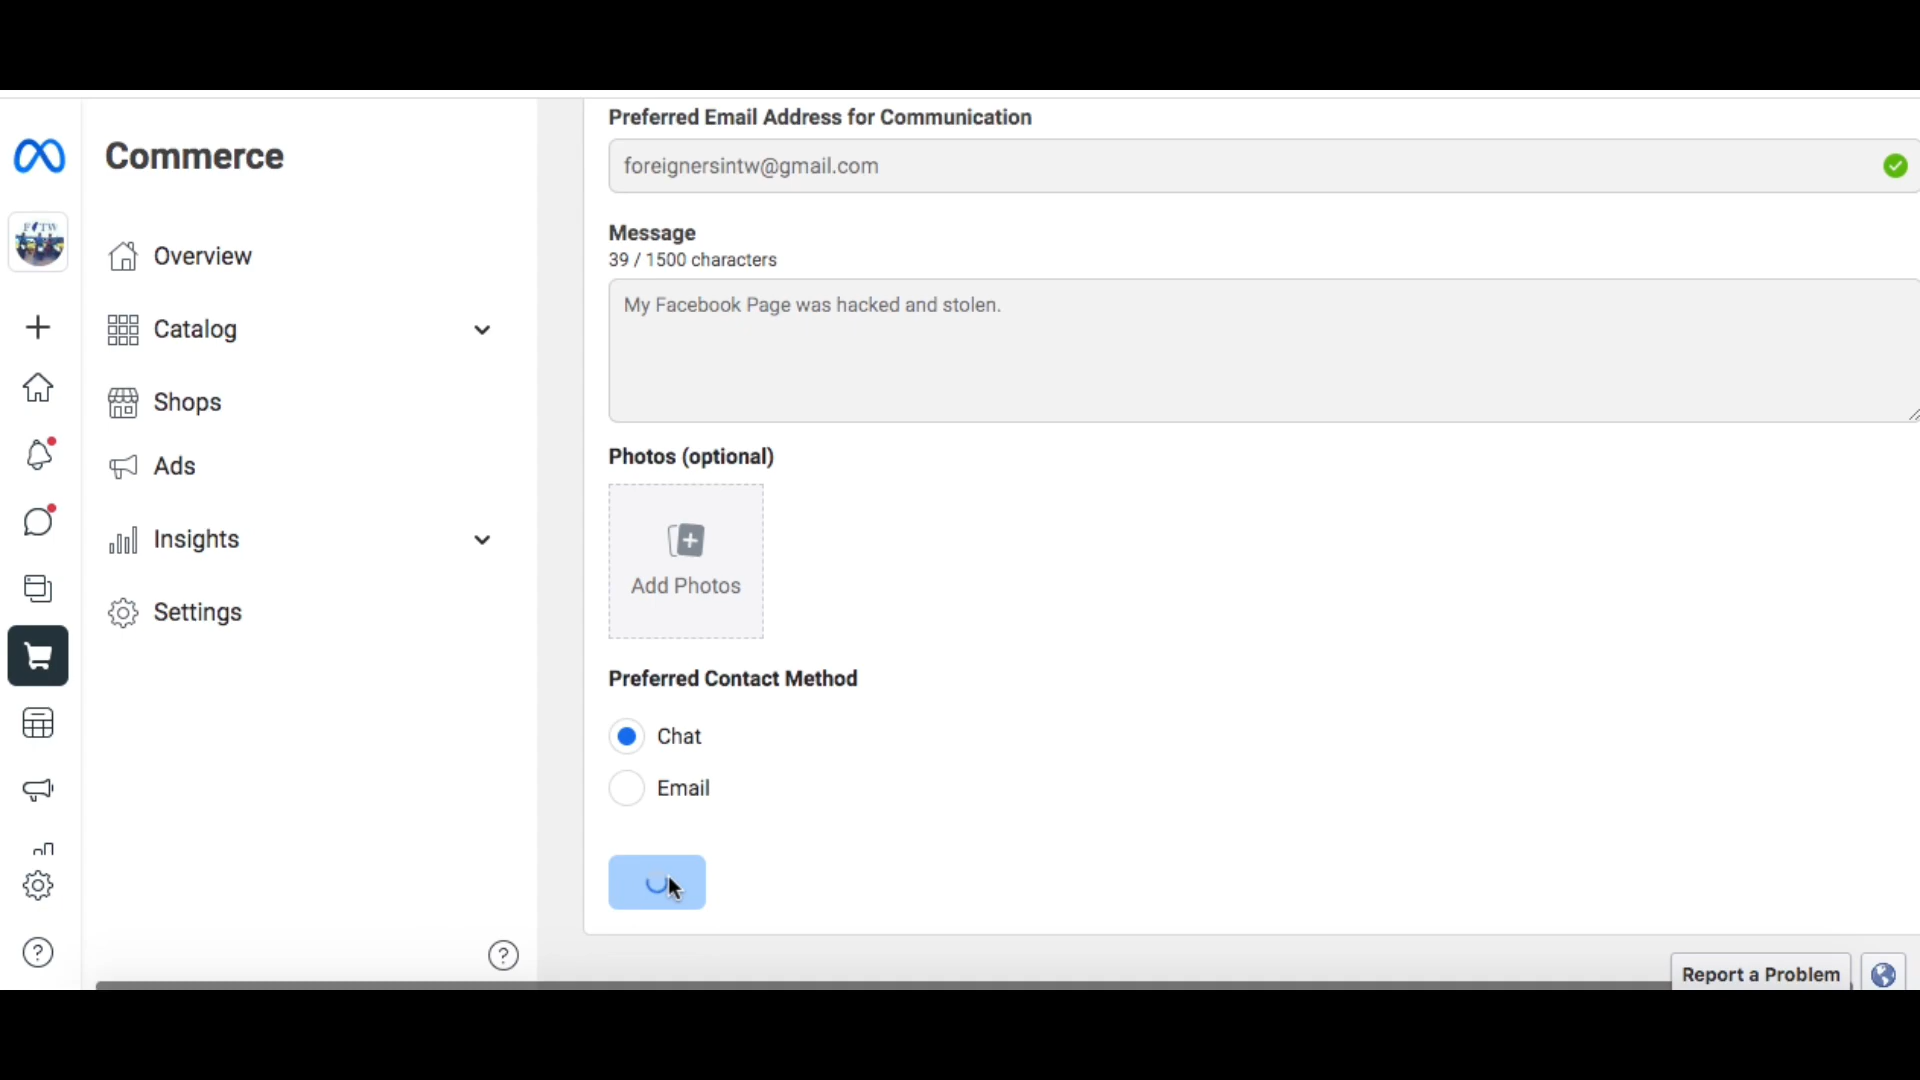 Commerce
Overview
Catalog
Shops
Ads
Insights
Settings
Preferred Email Address for Communication
foreignersintw@gmail.com
Message
39 / 1500 characters
My Facebook Page was hacked and stolen.
Photos (optional)
Add Photos
Preferred Contact Method
Chat
Email
Report a Problem